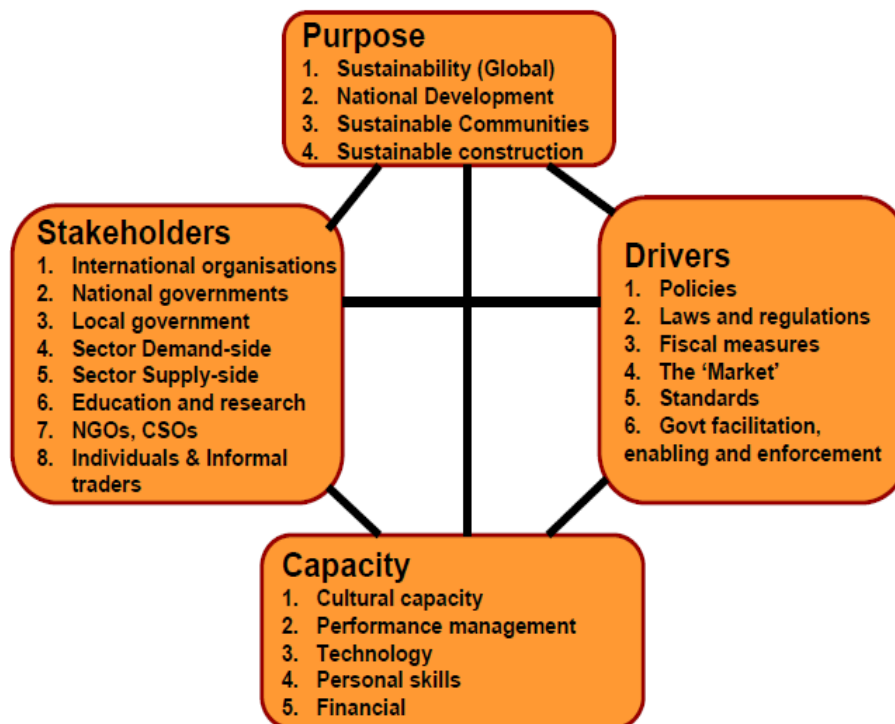 Purpose
1. Sustainability (Global)
2. National Development
3. Sustainable Communities
4. Sustainable construction
Stakeholders
1. International organisations
2. National governments
3. Local government
4. Sector Demand-side
5. Sector Supply-side
6. Education and research
7. NGOs, CSOs
8. Individuals & Informal
traders
Drivers
1. Policies
2. Laws and regulations
3. Fiscal measures
4. The ‘Market’
5. Standards
6. Govt facilitation,
enabling and enforcement
Capacity
1. Cultural capacity
2. Performance management
3. Technology
4. Personal skills
5. Financial